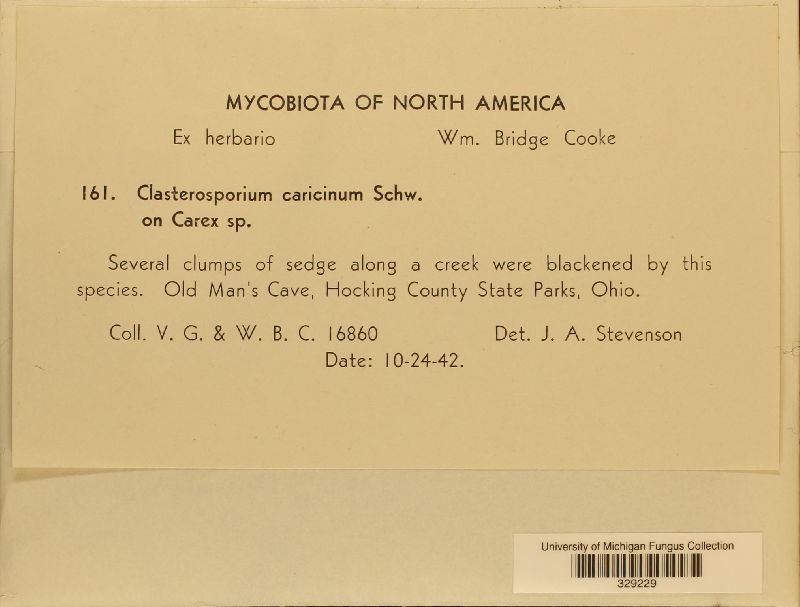 MYCOBIOTA OF NORTH AMERICA
Ex herbario Wm. Bridge Cooke
161. Clasterosporium caricinum Schw.
on Carex sp.
Several clumps of sedge along a creek were blackened by this
species. Old Man's Cave, Hocking County State Parks, Ohio.
Coll. V. G. & W. B. C. 16860 Det. J. A. Stevenson
Date: 10-24-42.
University of Michigan Fungus Collection
329229